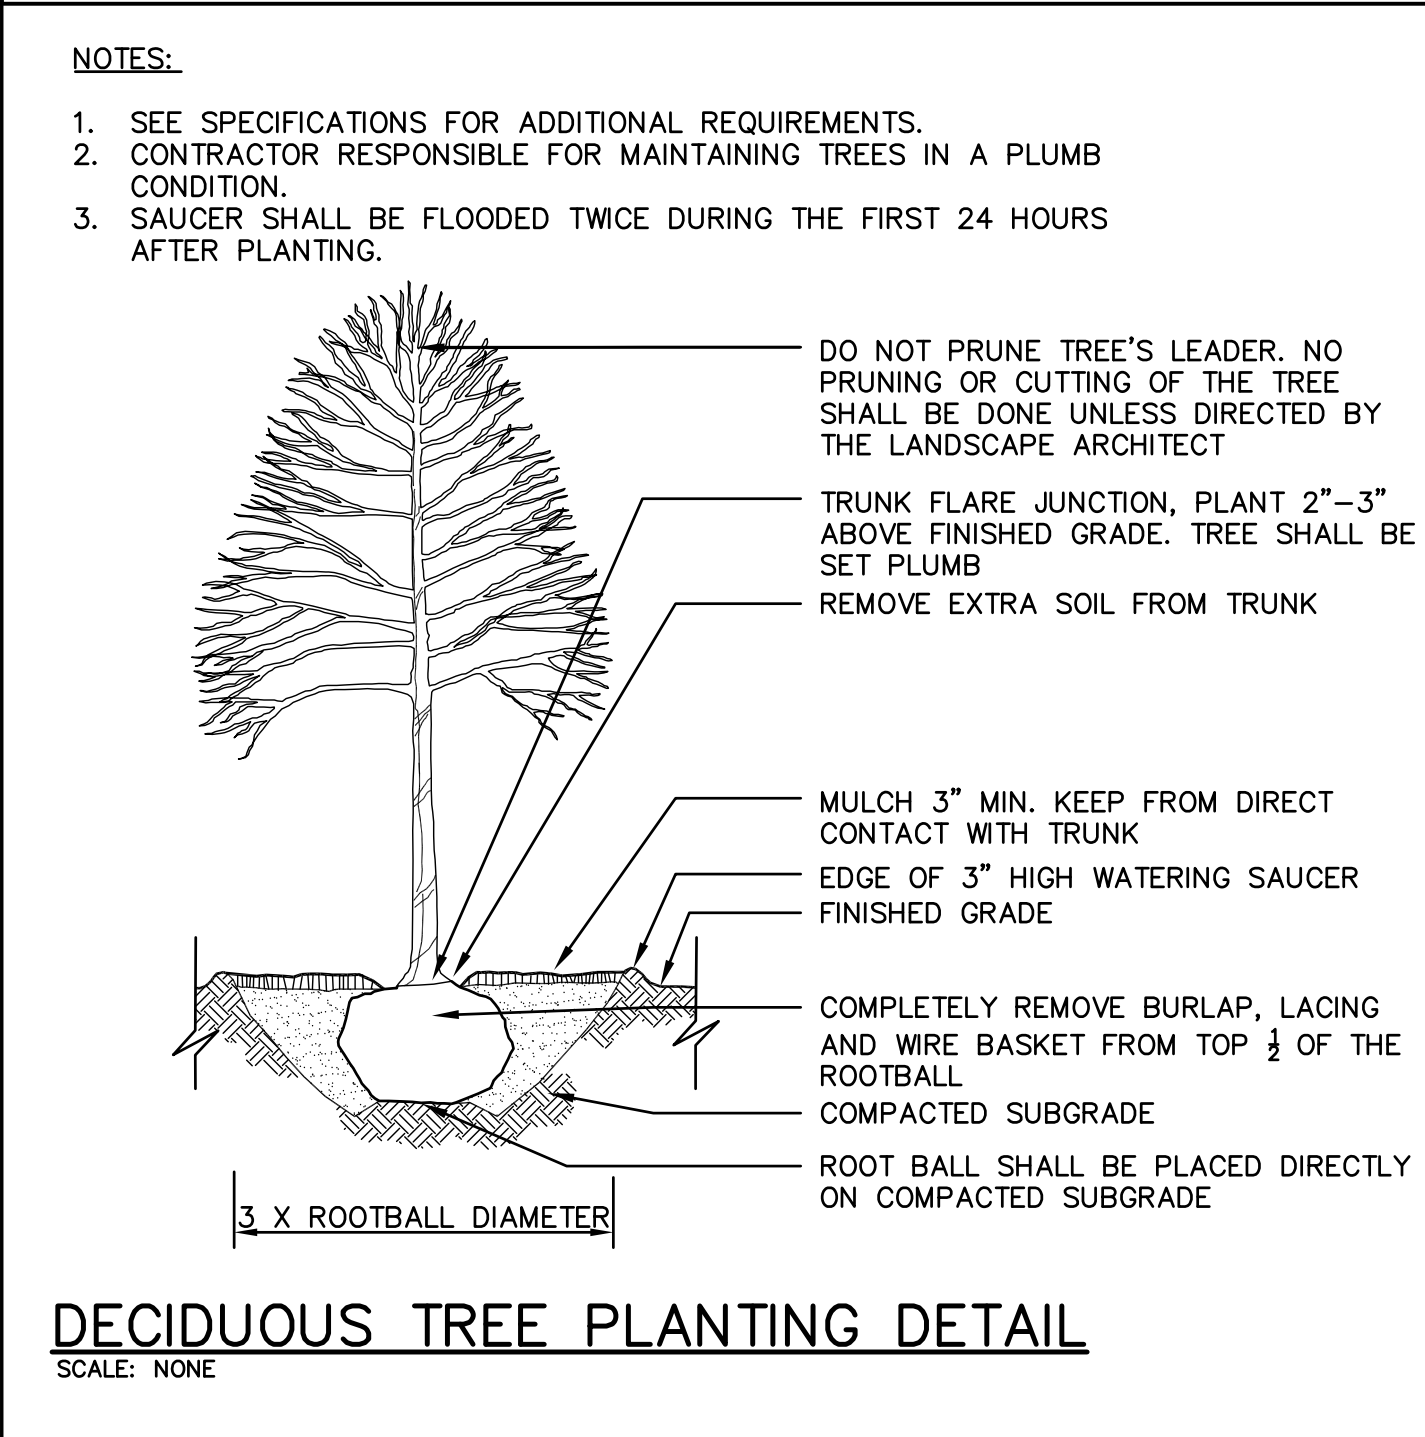 NOTES:
1. SEE SPECIFICATIONS FOR ADDITIONAL REQUIREMENTS.
2. CONTRACTOR RESPONSIBLE FOR MAINTAINING TREES IN A PLUMB
CONDITION.
3. SAUCER SHALL BE FLOODED TWICE DURING THE FIRST 24 HOURS
AFTER PLANTING.
DO NOT PRUNE TREE'S LEADER. NO
PRUNING OR CUTTING OF THE TREE
SHALL BE DONE UNLESS DIRECTED BY
THE LANDSCAPE ARCHITECT
TRUNK FLARE JUNCTION, PLANT 2"–3"
ABOVE FINISHED GRADE. TREE SHALL BE
SET PLUMB
REMOVE EXTRA SOIL FROM TRUNK
MULCH 3" MIN. KEEP FROM DIRECT
CONTACT WITH TRUNK
EDGE OF 3" HIGH WATERING SAUCER
FINISHED GRADE
COMPLETELY REMOVE BURLAP, LACING
AND WIRE BASKET FROM TOP ½ OF THE
ROOTBALL
COMPACTED SUBGRADE
ROOT BALL SHALL BE PLACED DIRECTLY
ON COMPACTED SUBGRADE
3 X ROOTBALL DIAMETER
DECIDUOUS TREE PLANTING DETAIL
SCALE: NONE